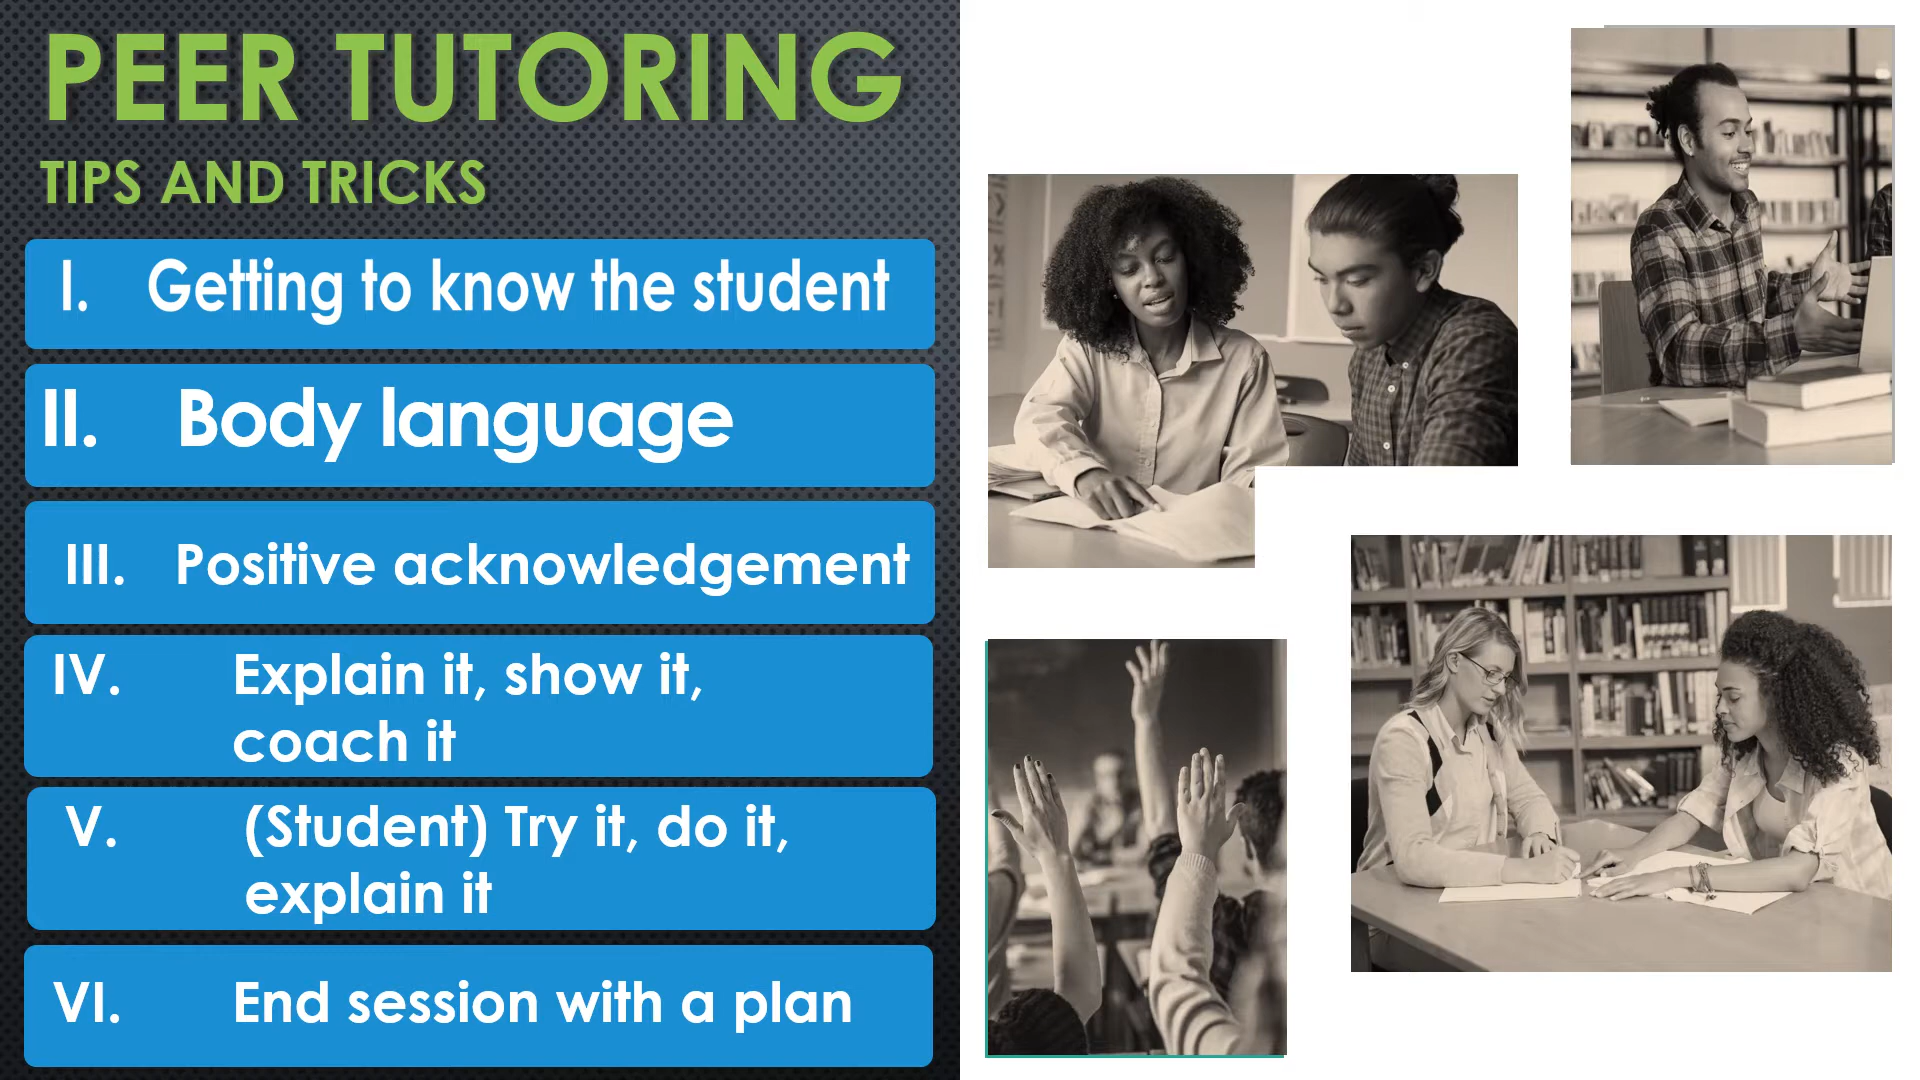 PEER TUTORING
TIPS AND TRICKS
I. Getting to know the student
II. Body language
III. Positive acknowledgement
IV. Explain it, show it,
coach it
V. (Student) Try it, do it,
explain it
VI. End session with a plan